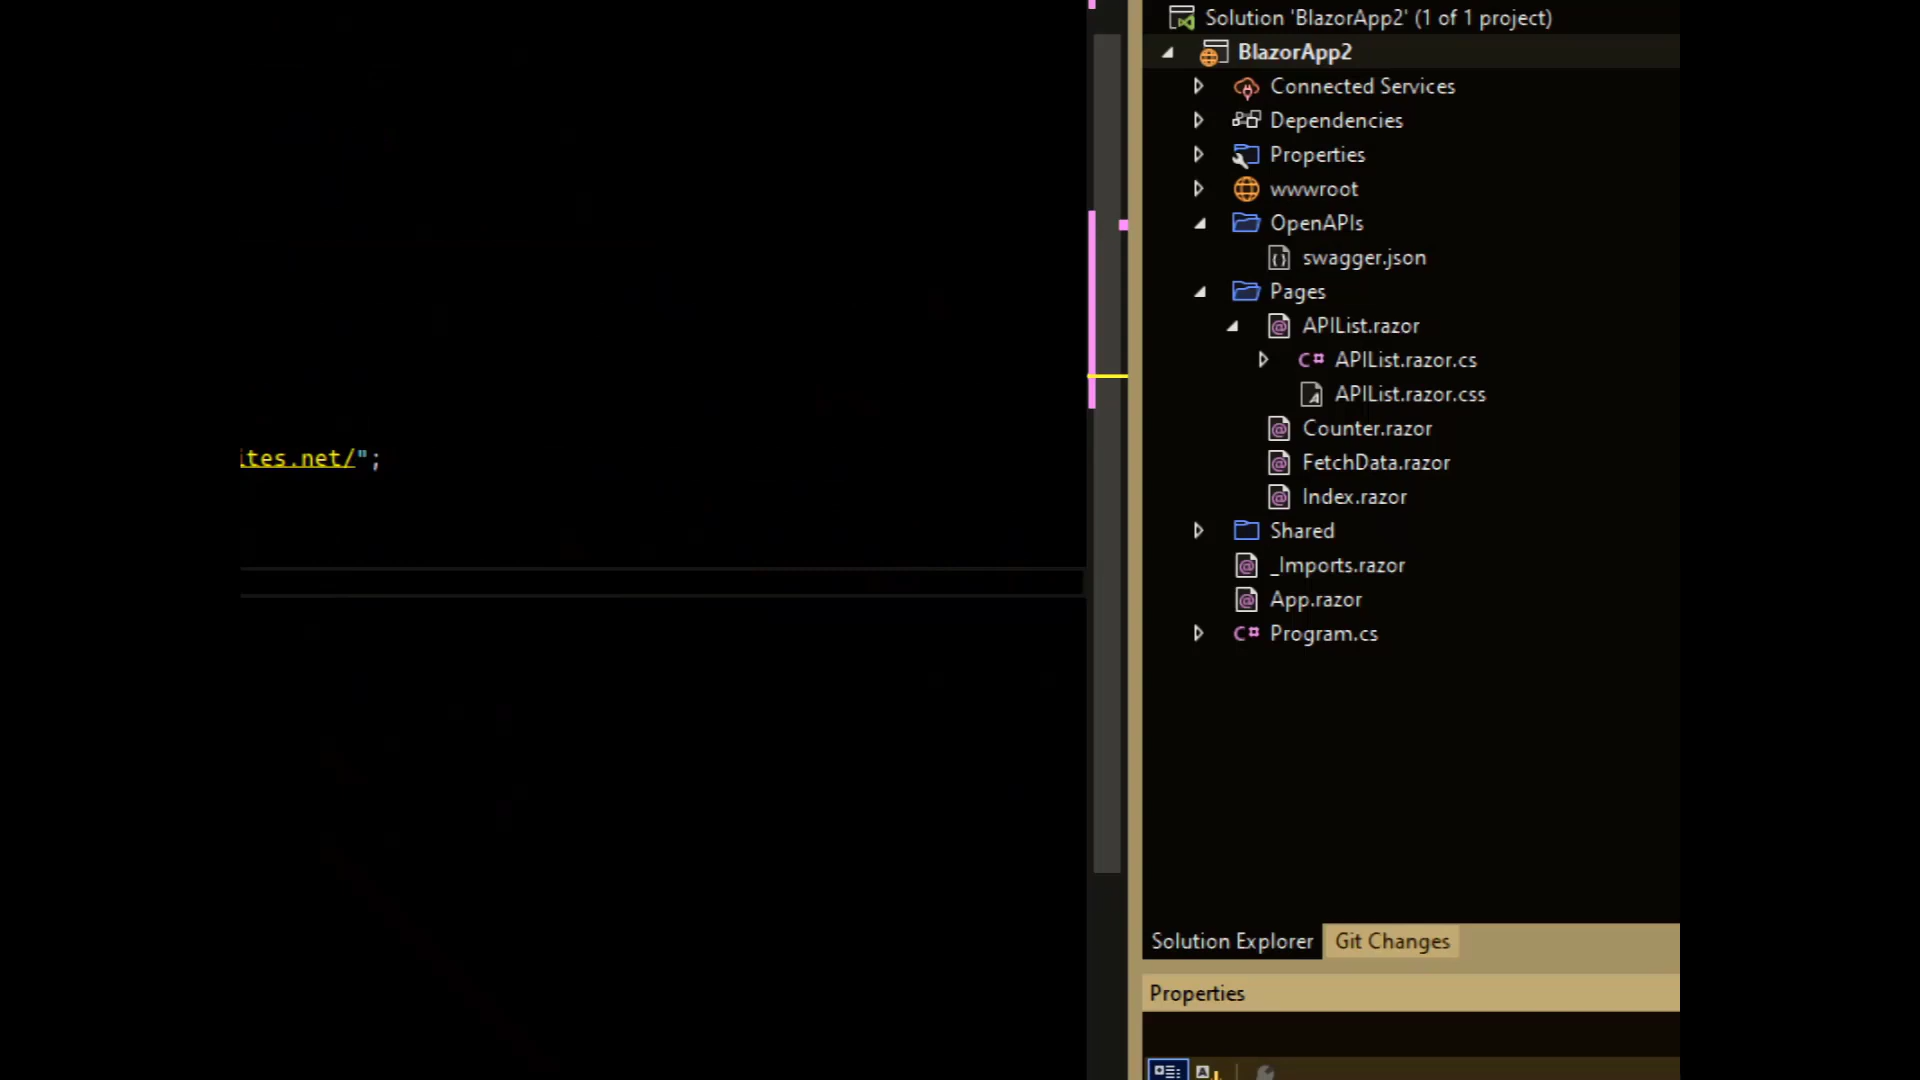 ites.net/";
Solution 'BlazorApp2' (1 of 1 project)
BlazorApp2
Connected Services
Dependencies
Properties
wwwroot
OpenAPIs
swagger.json
Pages
APIList.razor
C# APIList.razor.cs
APIList.razor.css
Counter.razor
FetchData.razor
Index.razor
Shared
_Imports.razor
App.razor
C# Program.cs
Solution Explorer Git Changes
Properties